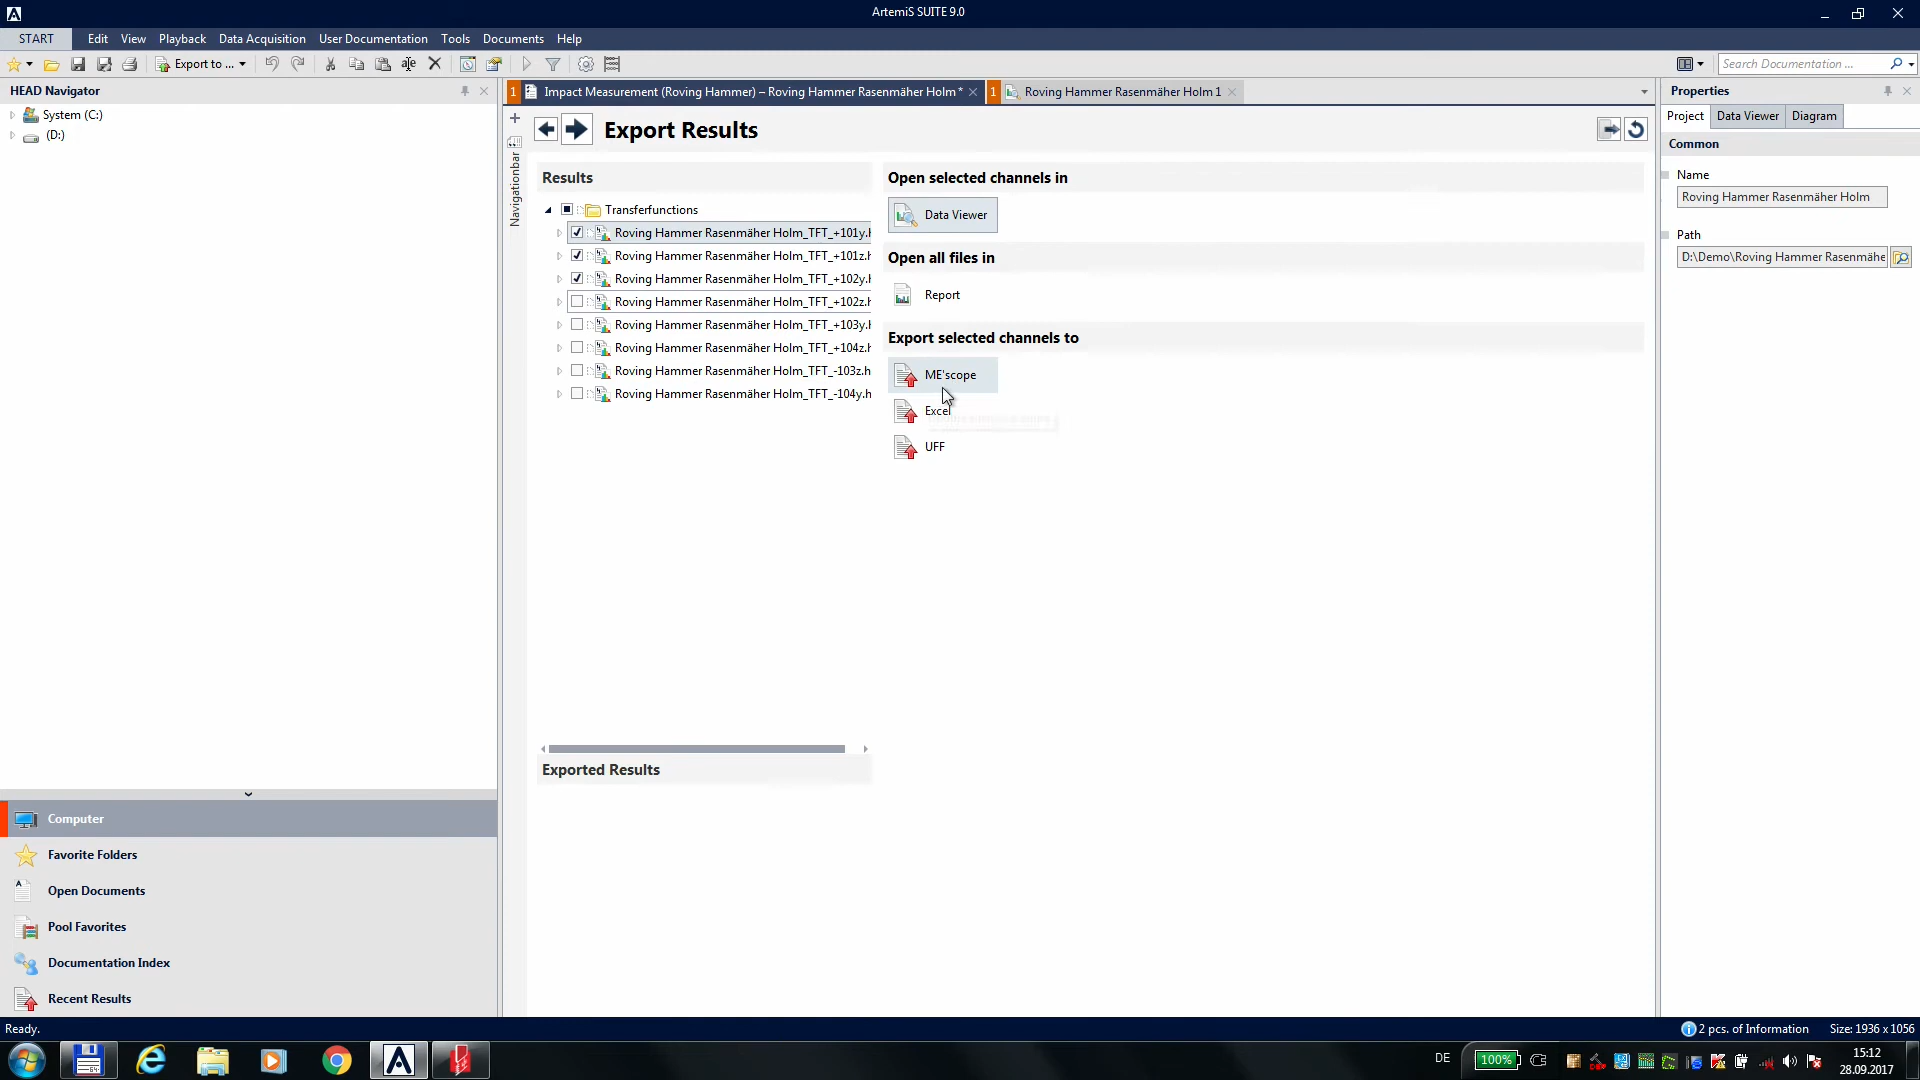 ArtemiS SUITE 9.0
START Edit View Playback Data Acquisition User Documentation Tools Documents Help
Export to ... Search Documentation ...
HEAD Navigator
System (C:)
(D:)
1 Impact Measurement (Roving Hammer) – Roving Hammer Rasenmäher Holm *
1 Roving Hammer Rasenmäher Holm 1
Navigationbar
Export Results
Results
Transferfunctions
Roving Hammer Rasenmäher Holm_TFT_+101y.h
Roving Hammer Rasenmäher Holm_TFT_+101z.h
Roving Hammer Rasenmäher Holm_TFT_+102y.h
Roving Hammer Rasenmäher Holm_TFT_+102z.h
Roving Hammer Rasenmäher Holm_TFT_+103y.h
Roving Hammer Rasenmäher Holm_TFT_+104z.h
Roving Hammer Rasenmäher Holm_TFT_-103z.h
Roving Hammer Rasenmäher Holm_TFT_-104y.h
Exported Results
Open selected channels in
Data Viewer
Open all files in
Report
Export selected channels to
ME'scope
Excel
UFF
Properties
Project Data Viewer Diagram
Common
Name
Roving Hammer Rasenmäher Holm
Path
D:\Demo\Roving Hammer Rasenmähe
Computer
Favorite Folders
Open Documents
Pool Favorites
Documentation Index
Recent Results
Ready.
2 pcs. of Information Size: 1936 x 1056
DE 100%
15:12
28.09.2017